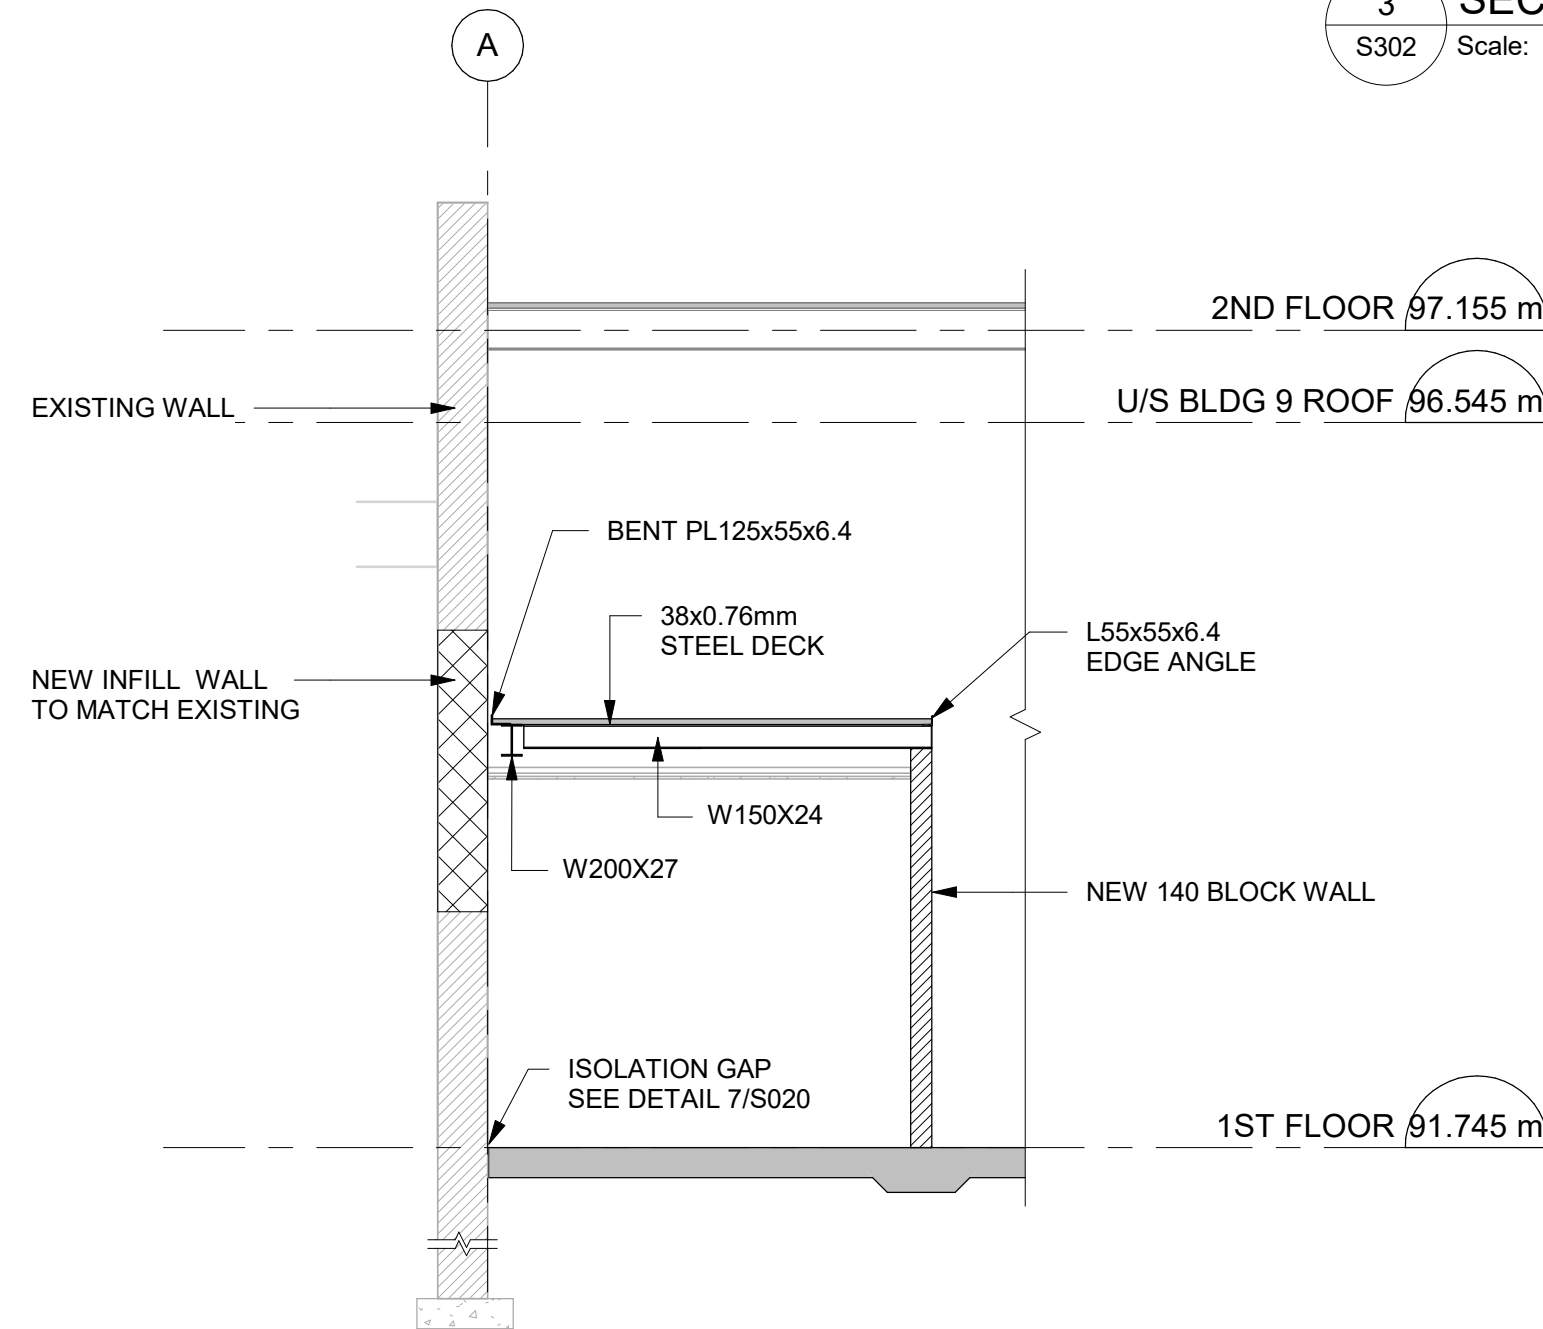 A
3
S302
Scale:
2ND FLOOR 97.155 m
U/S BLDG 9 ROOF 96.545 m
EXISTING WALL
BENT PL125x55x6.4
38x0.76mm
STEEL DECK
L55x55x6.4
EDGE ANGLE
NEW INFILL WALL
TO MATCH EXISTING
W150X24
W200X27
NEW 140 BLOCK WALL
ISOLATION GAP
SEE DETAIL 7/S020
1ST FLOOR 91.745 m